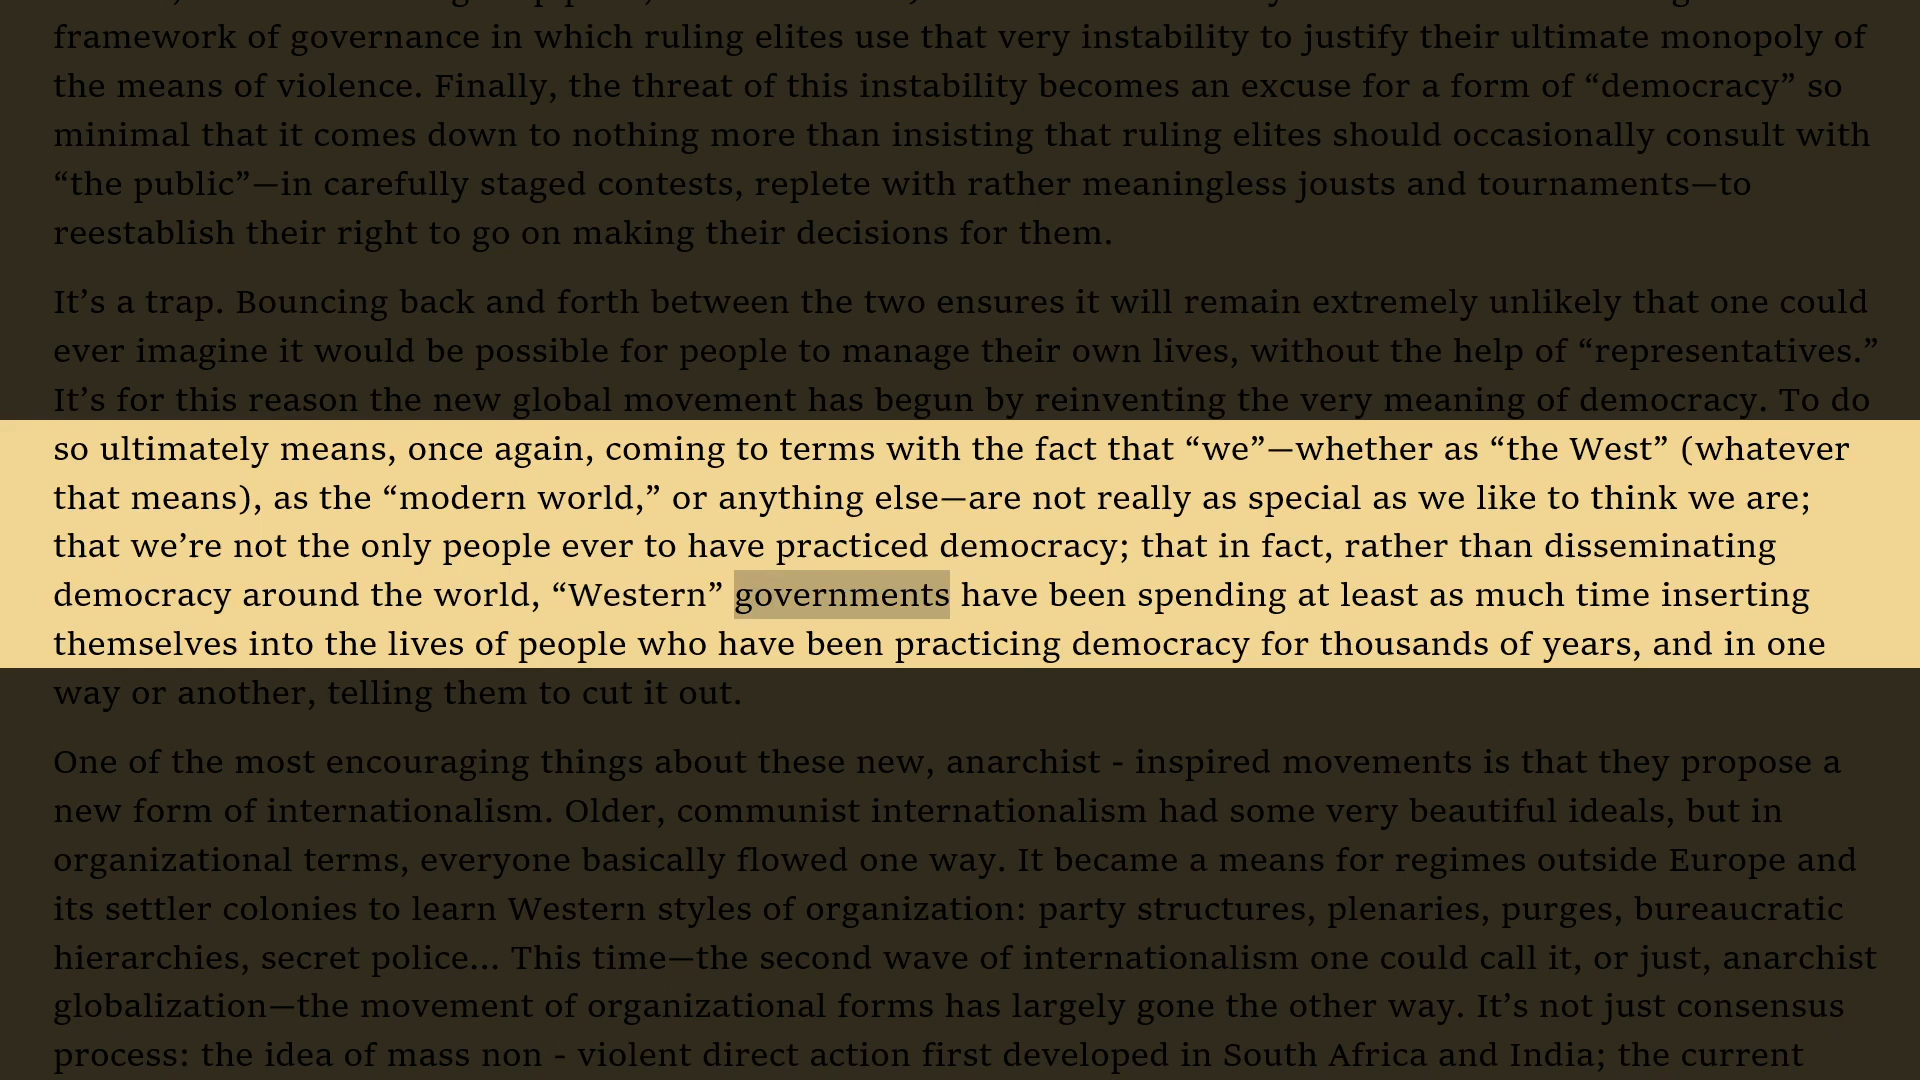 framework of governance in which ruling elites use that very instability to justify their ultimate monopoly of
the means of violence. Finally, the threat of this instability becomes an excuse for a form of “democracy” so
minimal that it comes down to nothing more than insisting that ruling elites should occasionally consult with
“the public”—in carefully staged contests, replete with rather meaningless jousts and tournaments—to
reestablish their right to go on making their decisions for them.
It’s a trap. Bouncing back and forth between the two ensures it will remain extremely unlikely that one could
ever imagine it would be possible for people to manage their own lives, without the help of “representatives.”
It’s for this reason the new global movement has begun by reinventing the very meaning of democracy. To do
so ultimately means, once again, coming to terms with the fact that “we”—whether as “the West” (whatever
that means), as the “modern world,” or anything else—are not really as special as we like to think we are;
that we’re not the only people ever to have practiced democracy; that in fact, rather than disseminating
democracy around the world, “Western” governments have been spending at least as much time inserting
themselves into the lives of people who have been practicing democracy for thousands of years, and in one
way or another, telling them to cut it out.
One of the most encouraging things about these new, anarchist - inspired movements is that they propose a
new form of internationalism. Older, communist internationalism had some very beautiful ideals, but in
organizational terms, everyone basically flowed one way. It became a means for regimes outside Europe and
its settler colonies to learn Western styles of organization: party structures, plenaries, purges, bureaucratic
hierarchies, secret police... This time—the second wave of internationalism one could call it, or just, anarchist
globalization—the movement of organizational forms has largely gone the other way. It’s not just consensus
process: the idea of mass non - violent direct action first developed in South Africa and India; the current